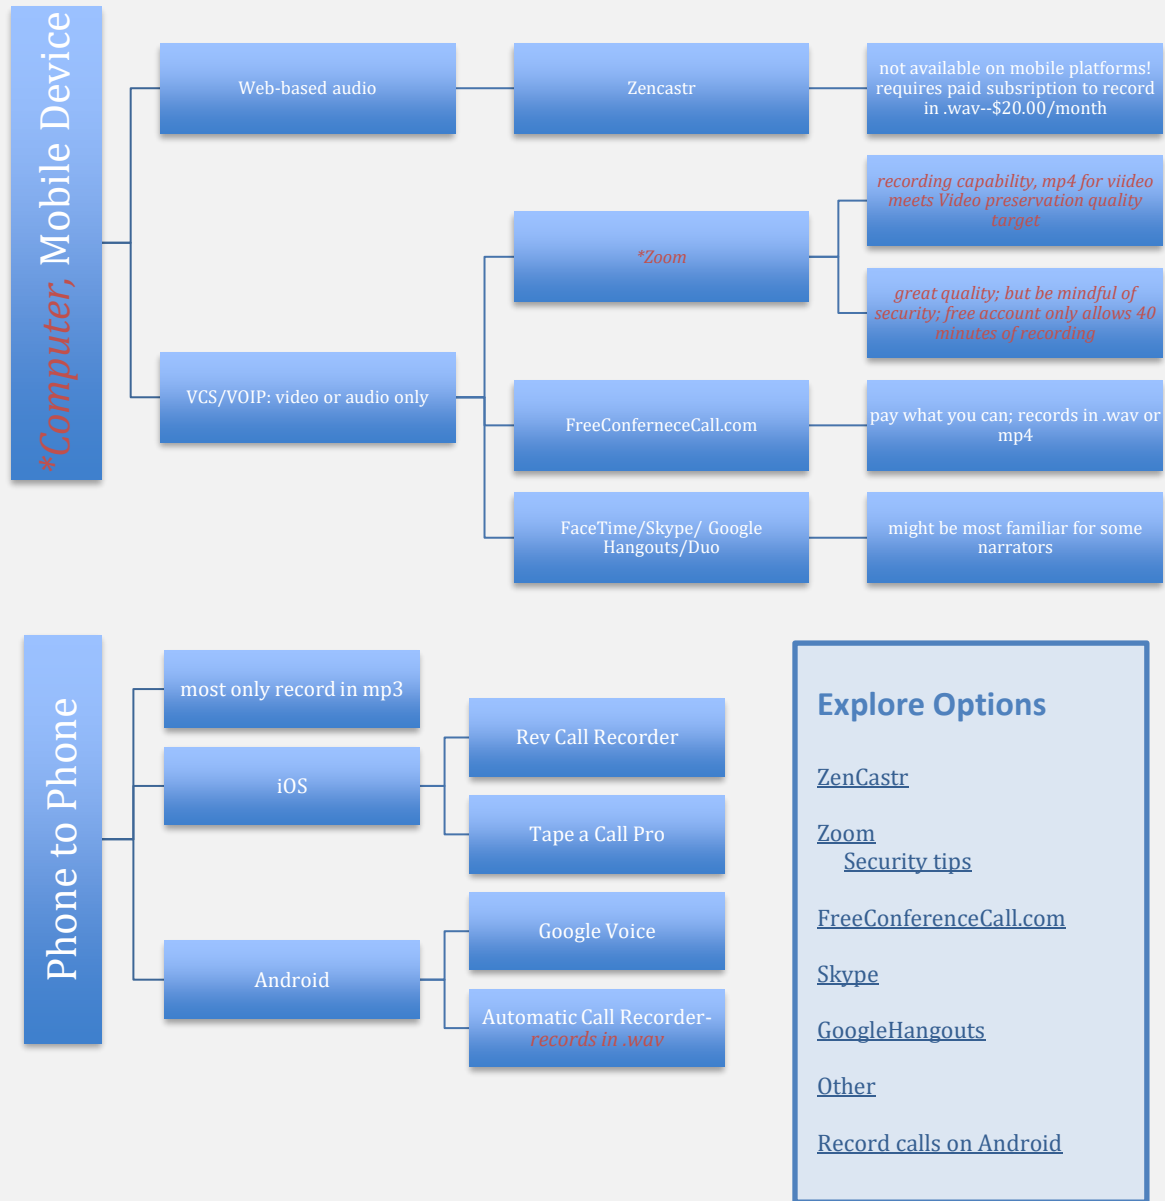 *Computer, Mobile Device
Web-based audio
Zencastr
not available on mobile platforms!
requires paid subsription to record
in .wav--$20.00/month
VCS/VOIP: video or audio only
*Zoom
recording capability, mp4 for viideo
meets Video preservation quality
target
great quality; but be mindful of
security; free account only allows 40
minutes of recording
FreeConferneceCall.com
pay what you can; records in .wav or
mp4
FaceTime/Skype/ Google
Hangouts/Duo
might be most familiar for some
narrators
Phone to Phone
most only record in mp3
iOS
Rev Call Recorder
Tape a Call Pro
Android
Google Voice
Automatic Call Recorder-
records in .wav
Explore Options
ZenCastr
Zoom
Security tips
FreeConferenceCall.com
Skype
GoogleHangouts
Other
Record calls on Android